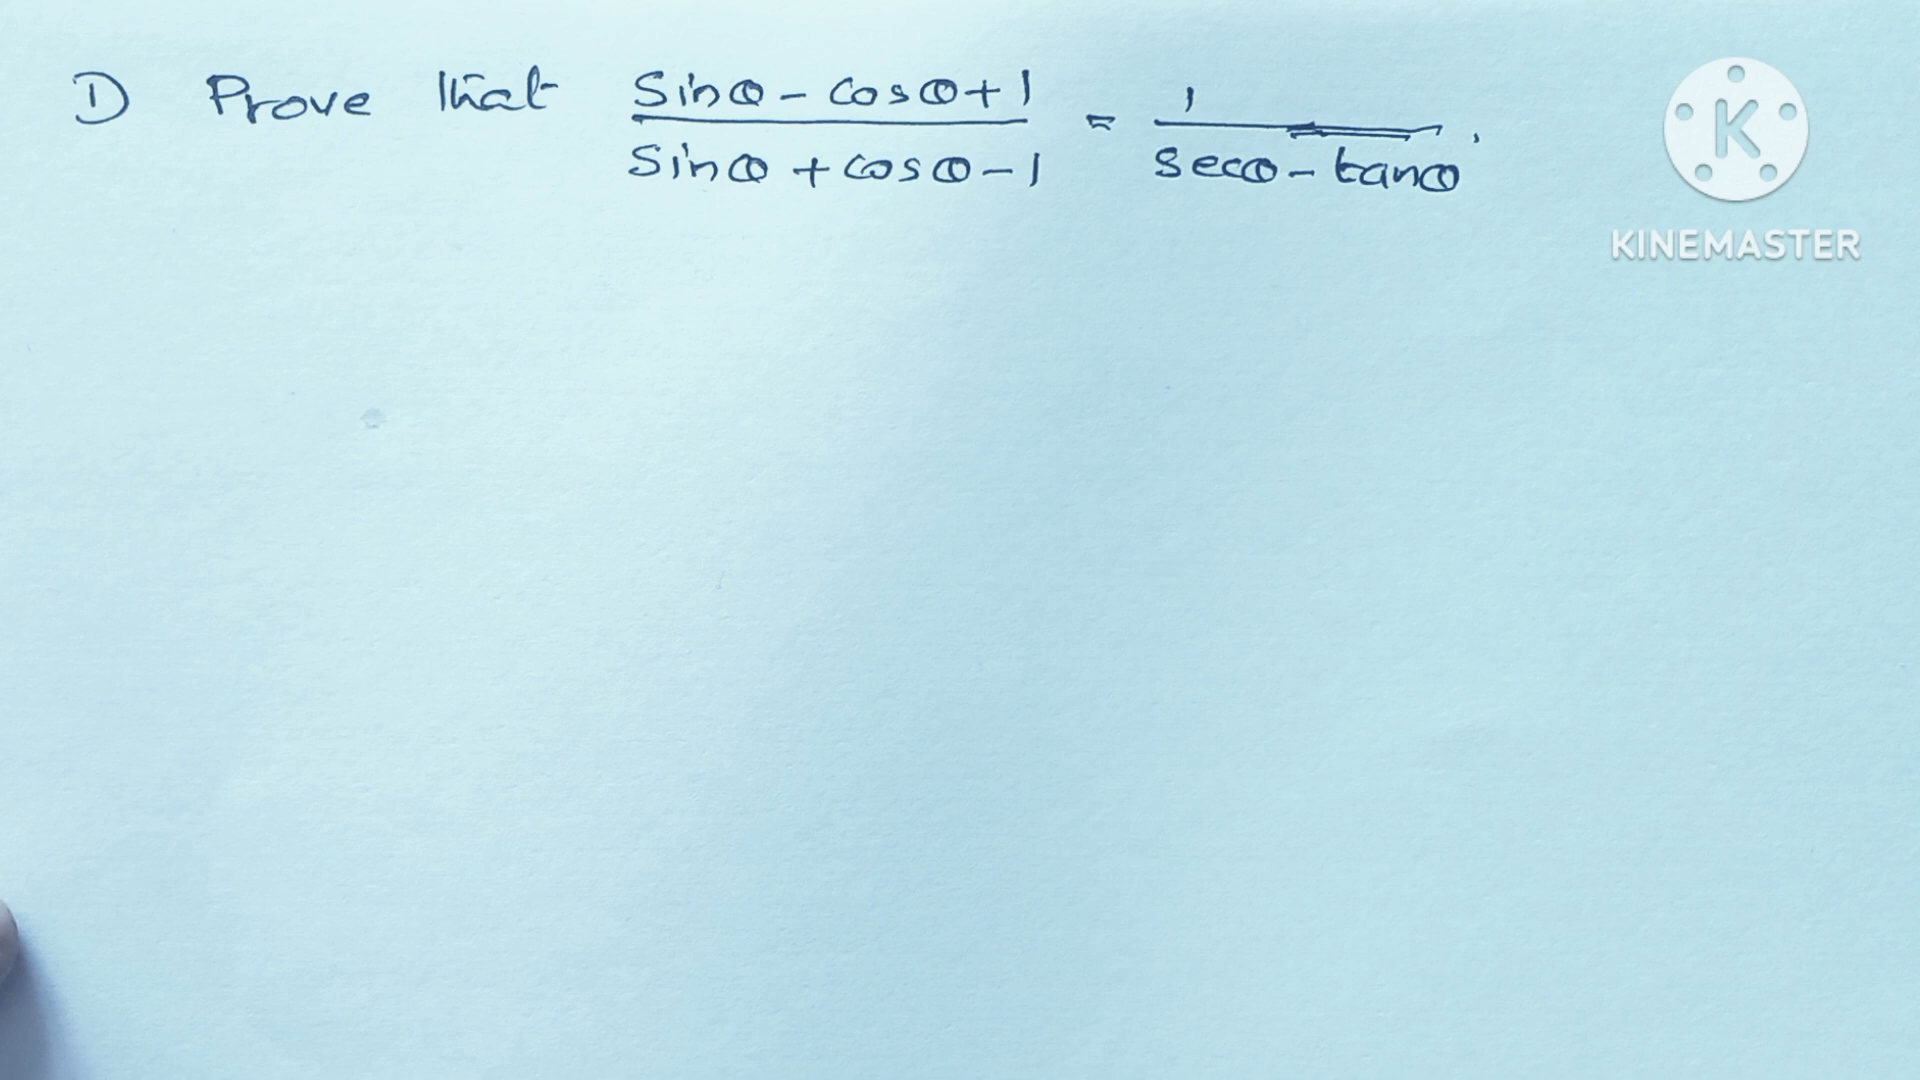 1) Prove that (Sinθ - cosθ+1)/(Sinθ + cosθ-1) = 1/(secθ - tanθ).
KINEMASTER